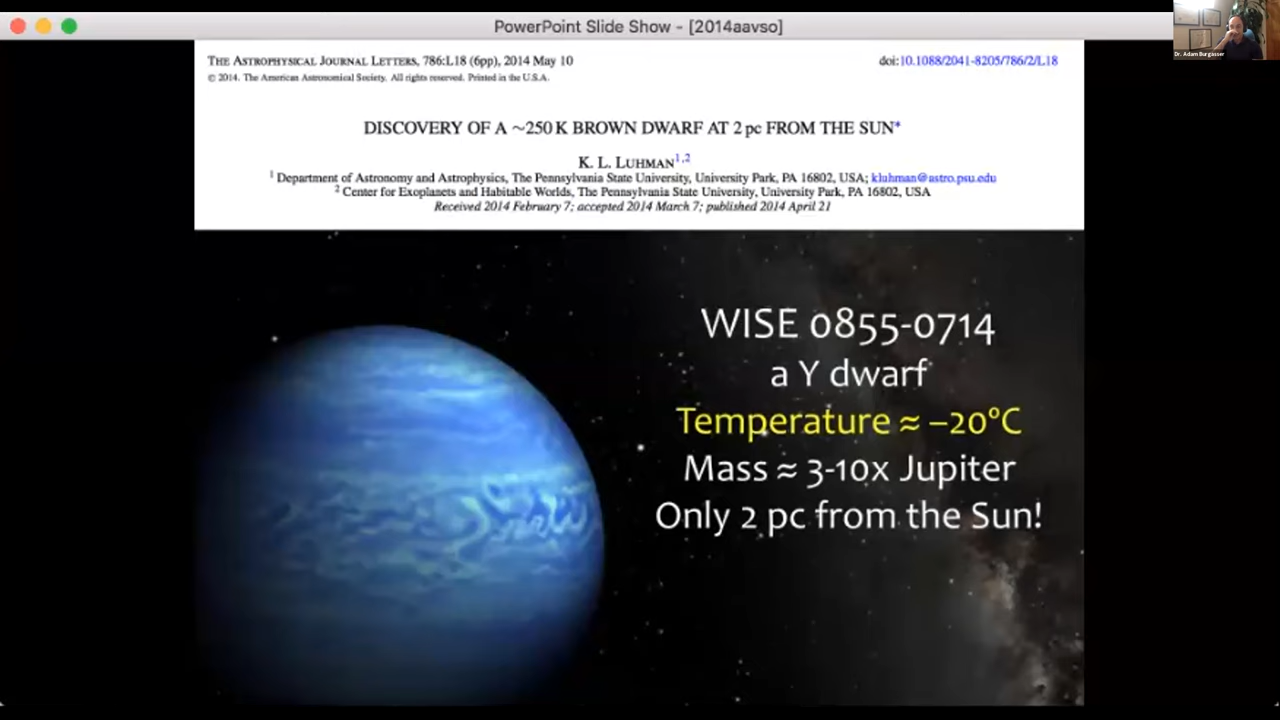 PowerPoint Slide Show - [2014aavso]
Dr. Adam Burgasser
THE ASTROPHYSICAL JOURNAL LETTERS, 786:L18 (6pp), 2014 May 10
doi:10.1088/2041-8205/786/2/L18
© 2014. The American Astronomical Society. All rights reserved. Printed in the U.S.A.
DISCOVERY OF A ~250 K BROWN DWARF AT 2 pc FROM THE SUN*
K. L. LUHMAN1,2
1 Department of Astronomy and Astrophysics, The Pennsylvania State University, University Park, PA 16802, USA; kluhman@astro.psu.edu
2 Center for Exoplanets and Habitable Worlds, The Pennsylvania State University, University Park, PA 16802, USA
Received 2014 February 7; accepted 2014 March 7; published 2014 April 21
WISE 0855-0714
a Y dwarf
Temperature ≈ –20°C
Mass ≈ 3-10x Jupiter
Only 2 pc from the Sun!